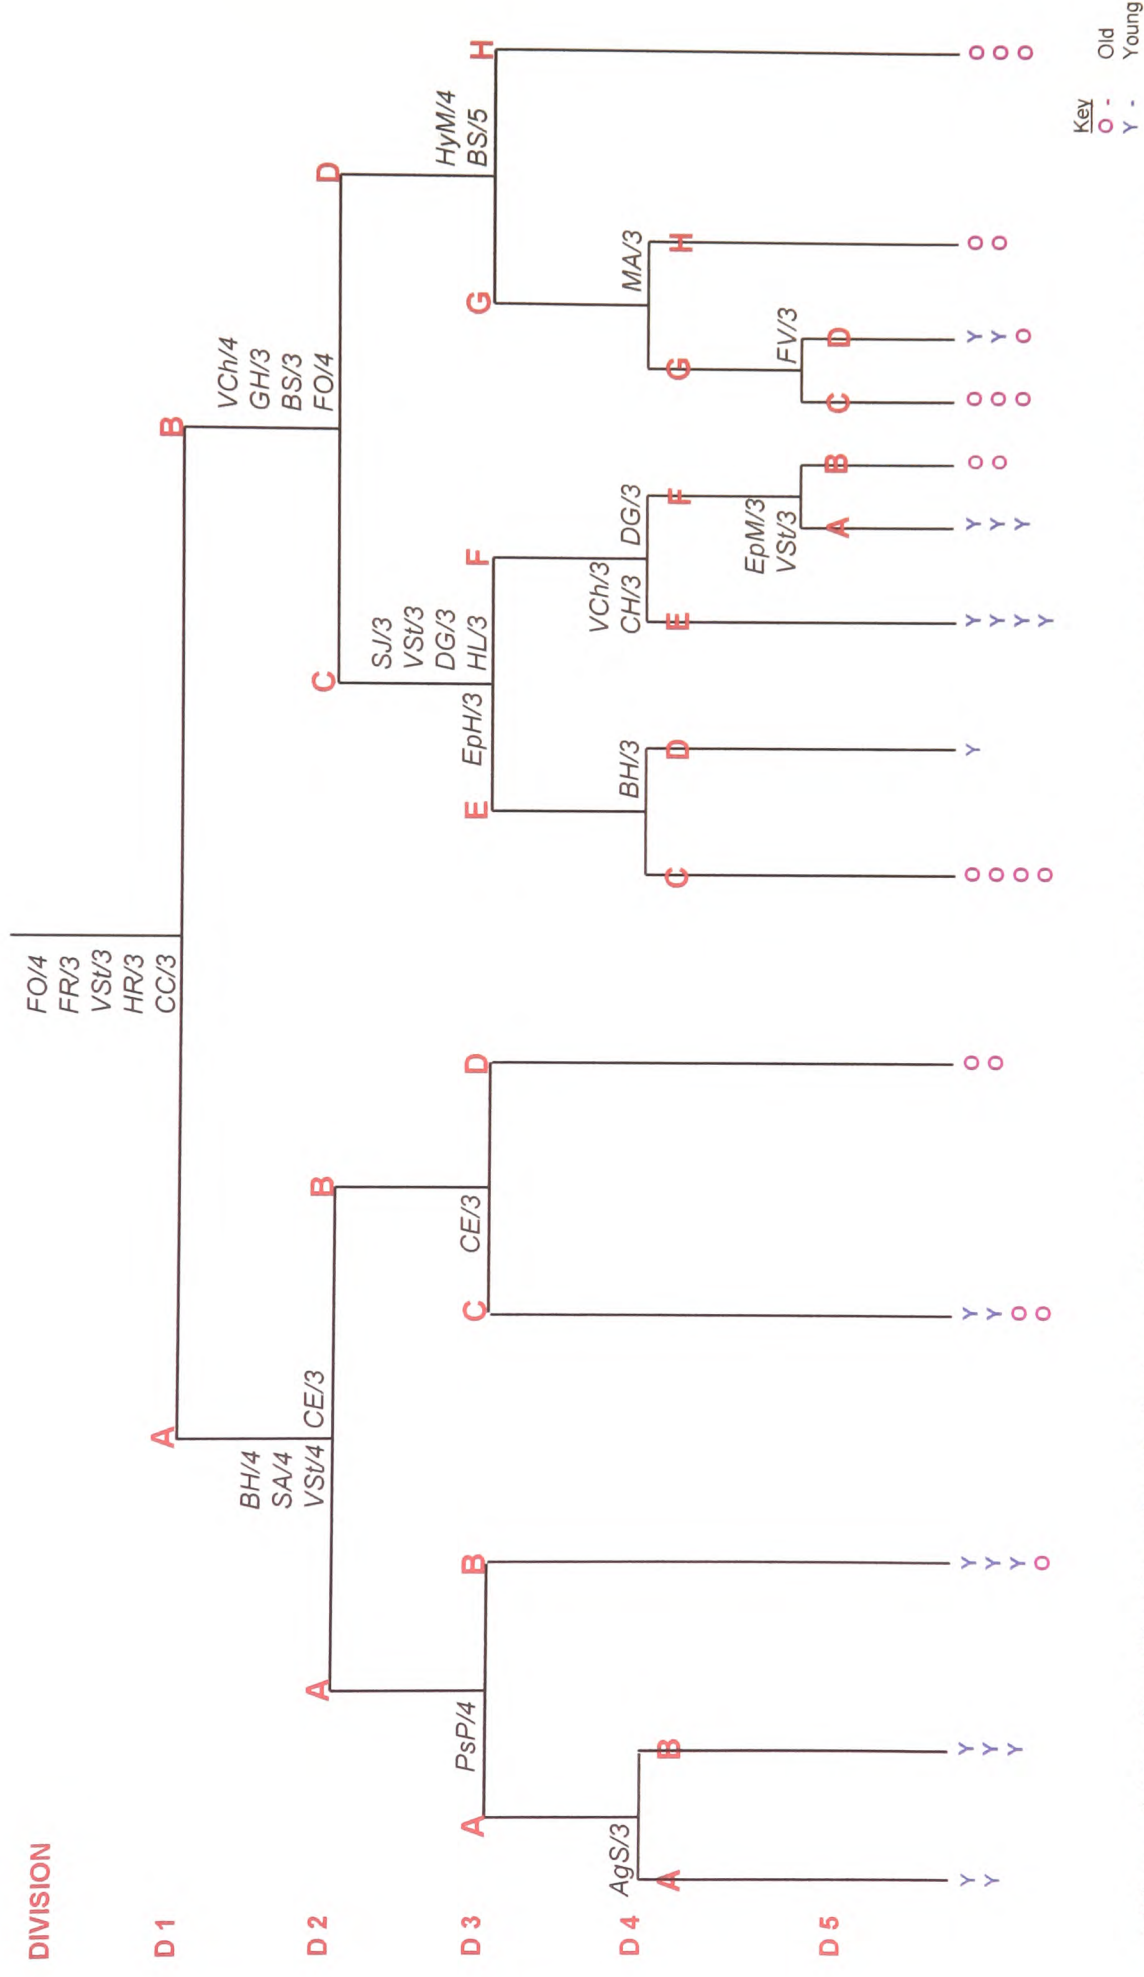 DIVISION
FO/4
FR/3
VSt/3
HR/3
CC/3
D 1
A
B
BH/4
SA/4
VSt/4
CE/3
VCh/4
GH/3
BS/3
FO/4
D 2
A
B
C
D
PsP/4
CE/3
EpH/3
SJ/3
VSt/3
DG/3
HL/3
HyM/4
BS/5
D 3
A
B
C
D
E
F
G
H
AgS/3
BH/3
VCh/3
CH/3
DG/3
MA/3
D 4
A
B
C
D
E
F
G
H
EpM/3
VSt/3
FV/3
D 5
A
B
C
D
Y Y Y Y O O Y O Y O Y O O
Y Y Y Y O O Y Y O O Y O O
Y Y O O Y Y O O O
O O O Y
Key
O - Old
Y - Young